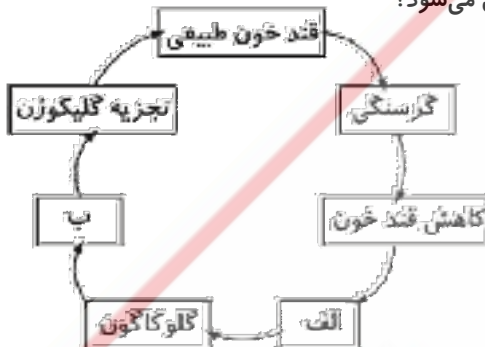 می‌شود؟
قند خون طبیعی
تجزیه گلیکوژن
گرسنگی
ب
کاهش قند خون
گلوکاگون
الف